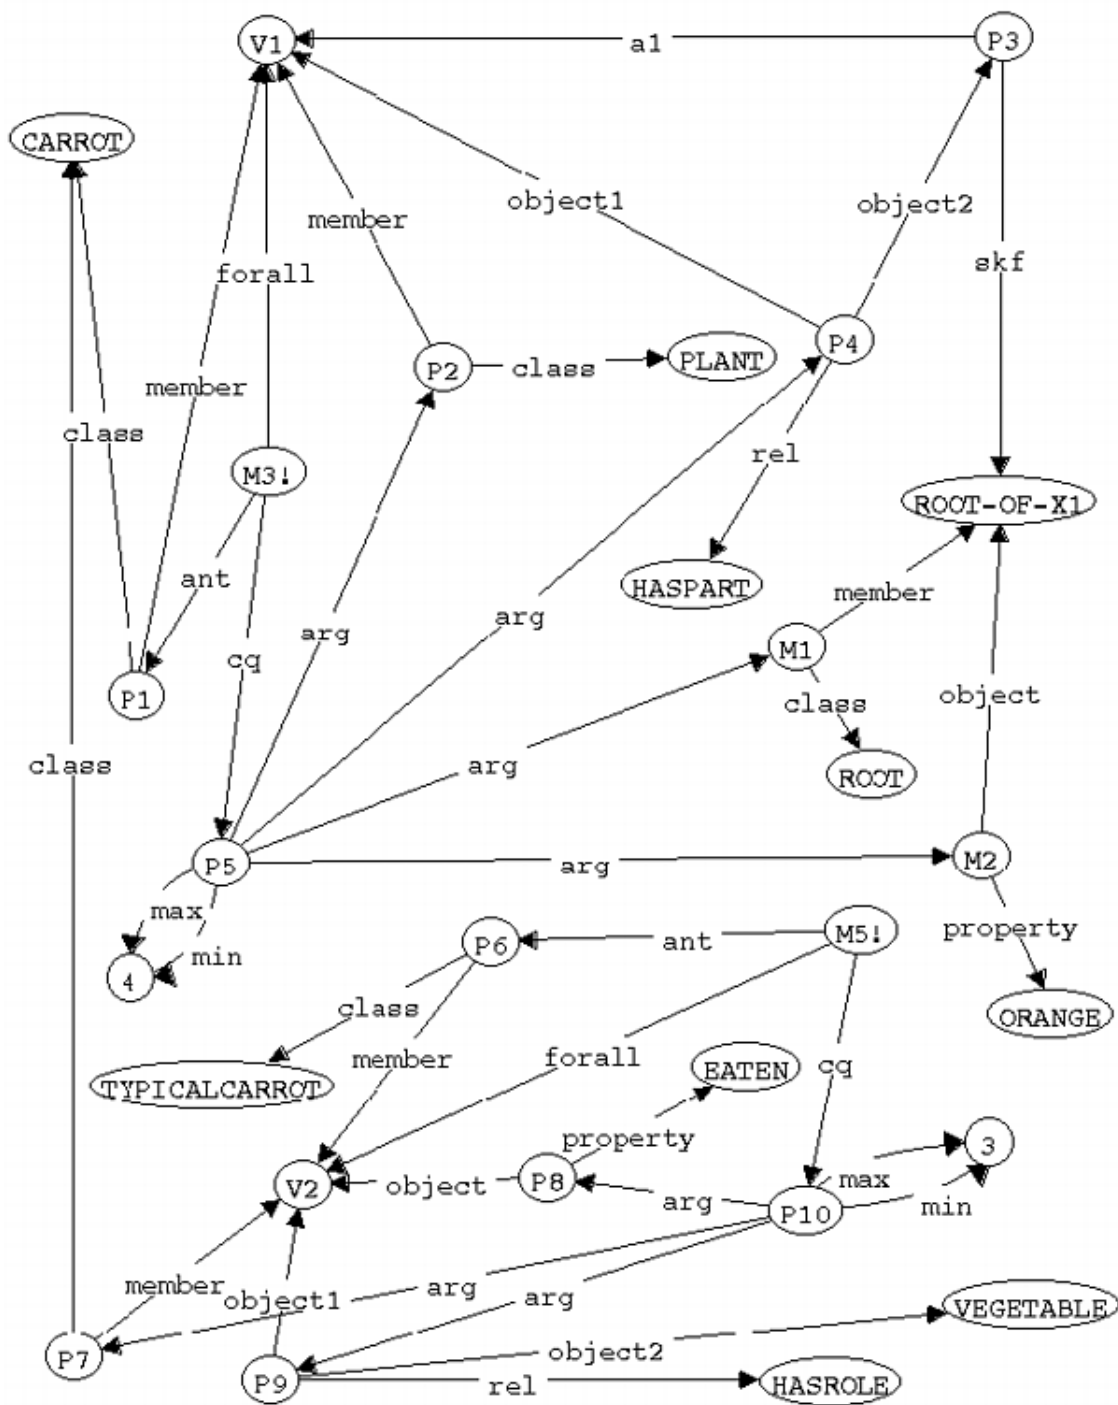 V1
a1
P3
CARROT
object1
object2
member
forall
skf
P4
P2
class
PLANT
member
class
rel
M3!
ROOT-OF-X1
ant
HASPART
member
arg
arg
M1
cq
P1
object
class
class
arg
ROOT
P5
arg
M2
max
min
P6
ant
M5!
property
4
class
ORANGE
member
forall
EATEN
cq
TYPICALCARROT
property
3
V2
object
P8
max
arg
P10
min
member
object1
arg
arg
VEGETABLE
P7
object2
P9
rel
HASROLE